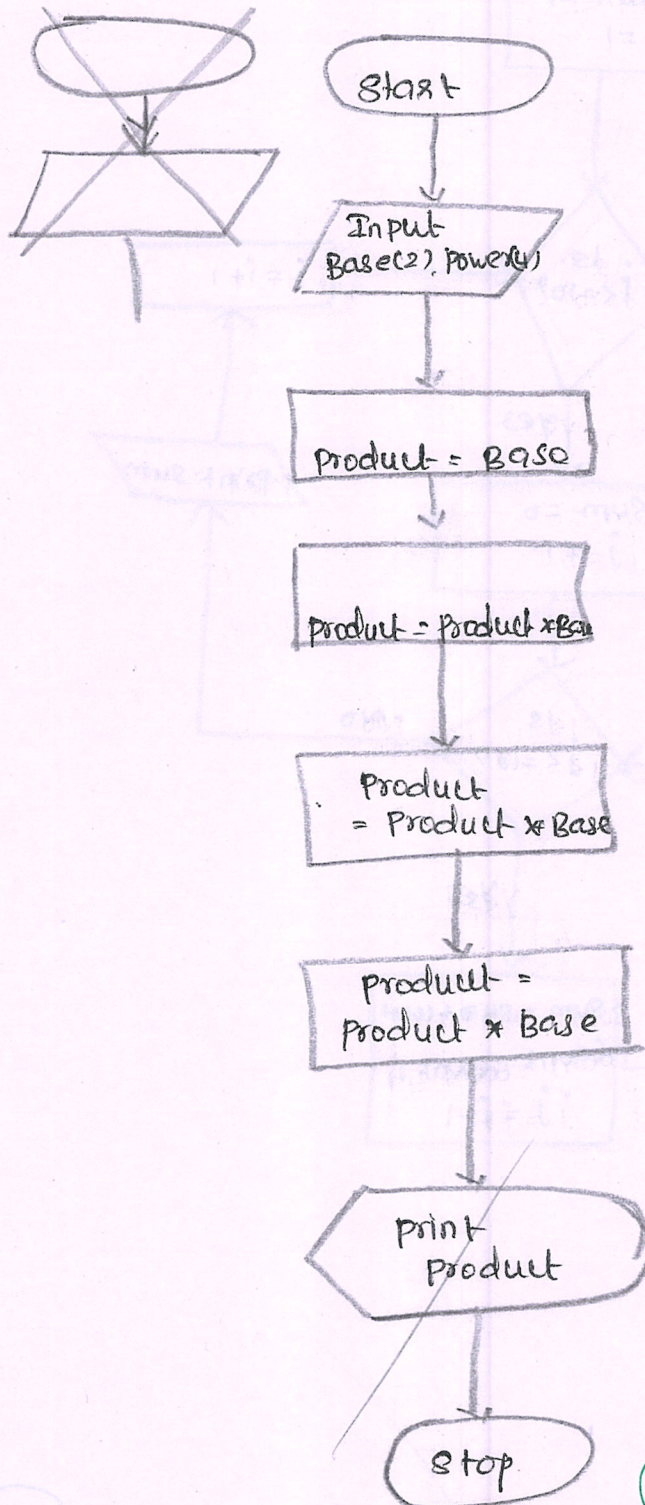 Start
Input
Base(2), Power(4)
Product = Base
Product = Product * Base
Product
= Product * Base
Product =
Product * Base
print
Product
Stop